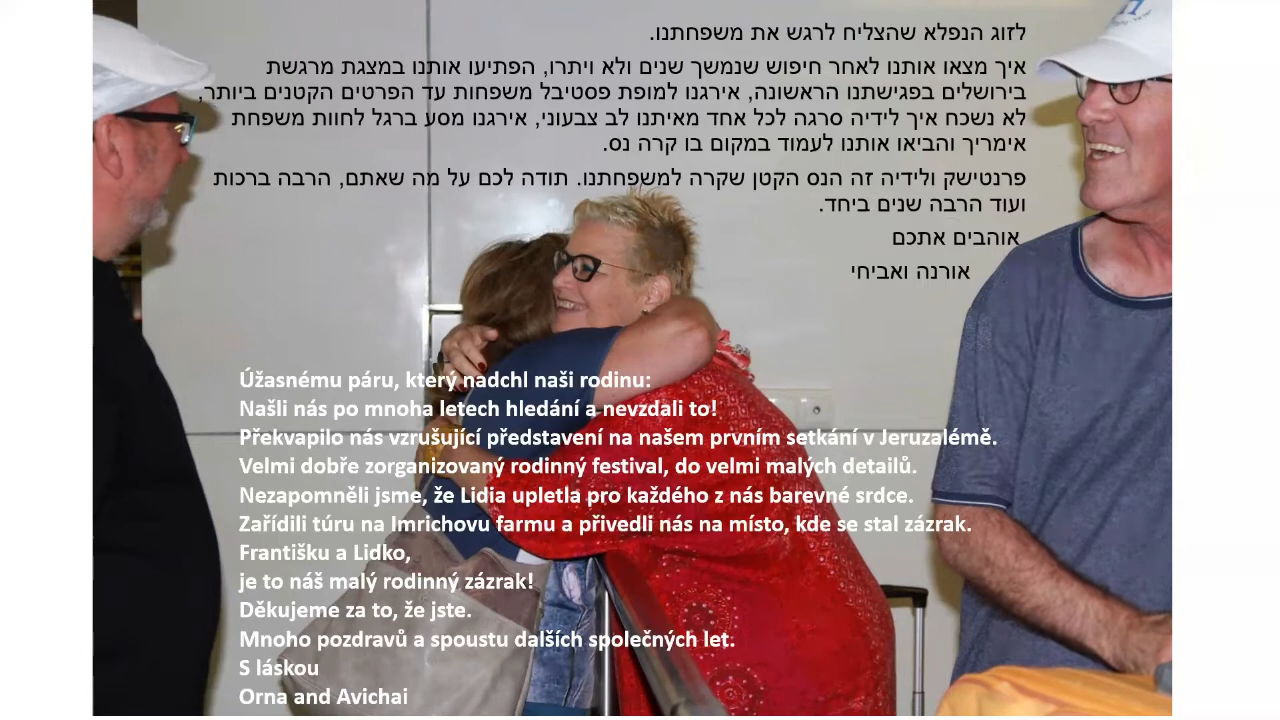 לזוג הנפלא שהצליח לרגש את משפחתנו.
איך מצאו אותנו לאחר חיפוש שנמשך שנים ולא ויתרו, הפתיעו אותנו במצגת מרגשת
בירושלים בפגישתנו הראשונה, אירגנו למופת פסטיבל משפחות עד הפרטים הקטנים ביותר,
לא נשכח איך לידיה סרגה לכל אחד מאיתנו לב צבעוני, אירגנו מסע ברגל לחוות משפחת
אימריך והביאו אותנו לעמוד במקום בו קרה נס.
פרנטישק ולידיה זה הנס הקטן שקרה למשפחתנו. תודה לכם על מה שאתם, הרבה ברכות
ועוד הרבה שנים ביחד.
אוהבים אתכם
אורנה ואביחי
Úžasnému páru, který nadchl naši rodinu:
Našli nás po mnoha letech hledání a nevzdali to!
Překvapilo nás vzrušující představení na našem prvním setkání v Jeruzalémě.
Velmi dobře zorganizovaný rodinný festival, do velmi malých detailů.
Nezapomněli jsme, že Lidia upletla pro každého z nás barevné srdce.
Zařídili túru na Imrichovu farmu a přivedli nás na místo, kde se stal zázrak.
Františku a Lidko,
je to náš malý rodinný zázrak!
Děkujeme za to, že jste.
Mnoho pozdravů a spoustu dalších společných let.
S láskou
Orna and Avichai